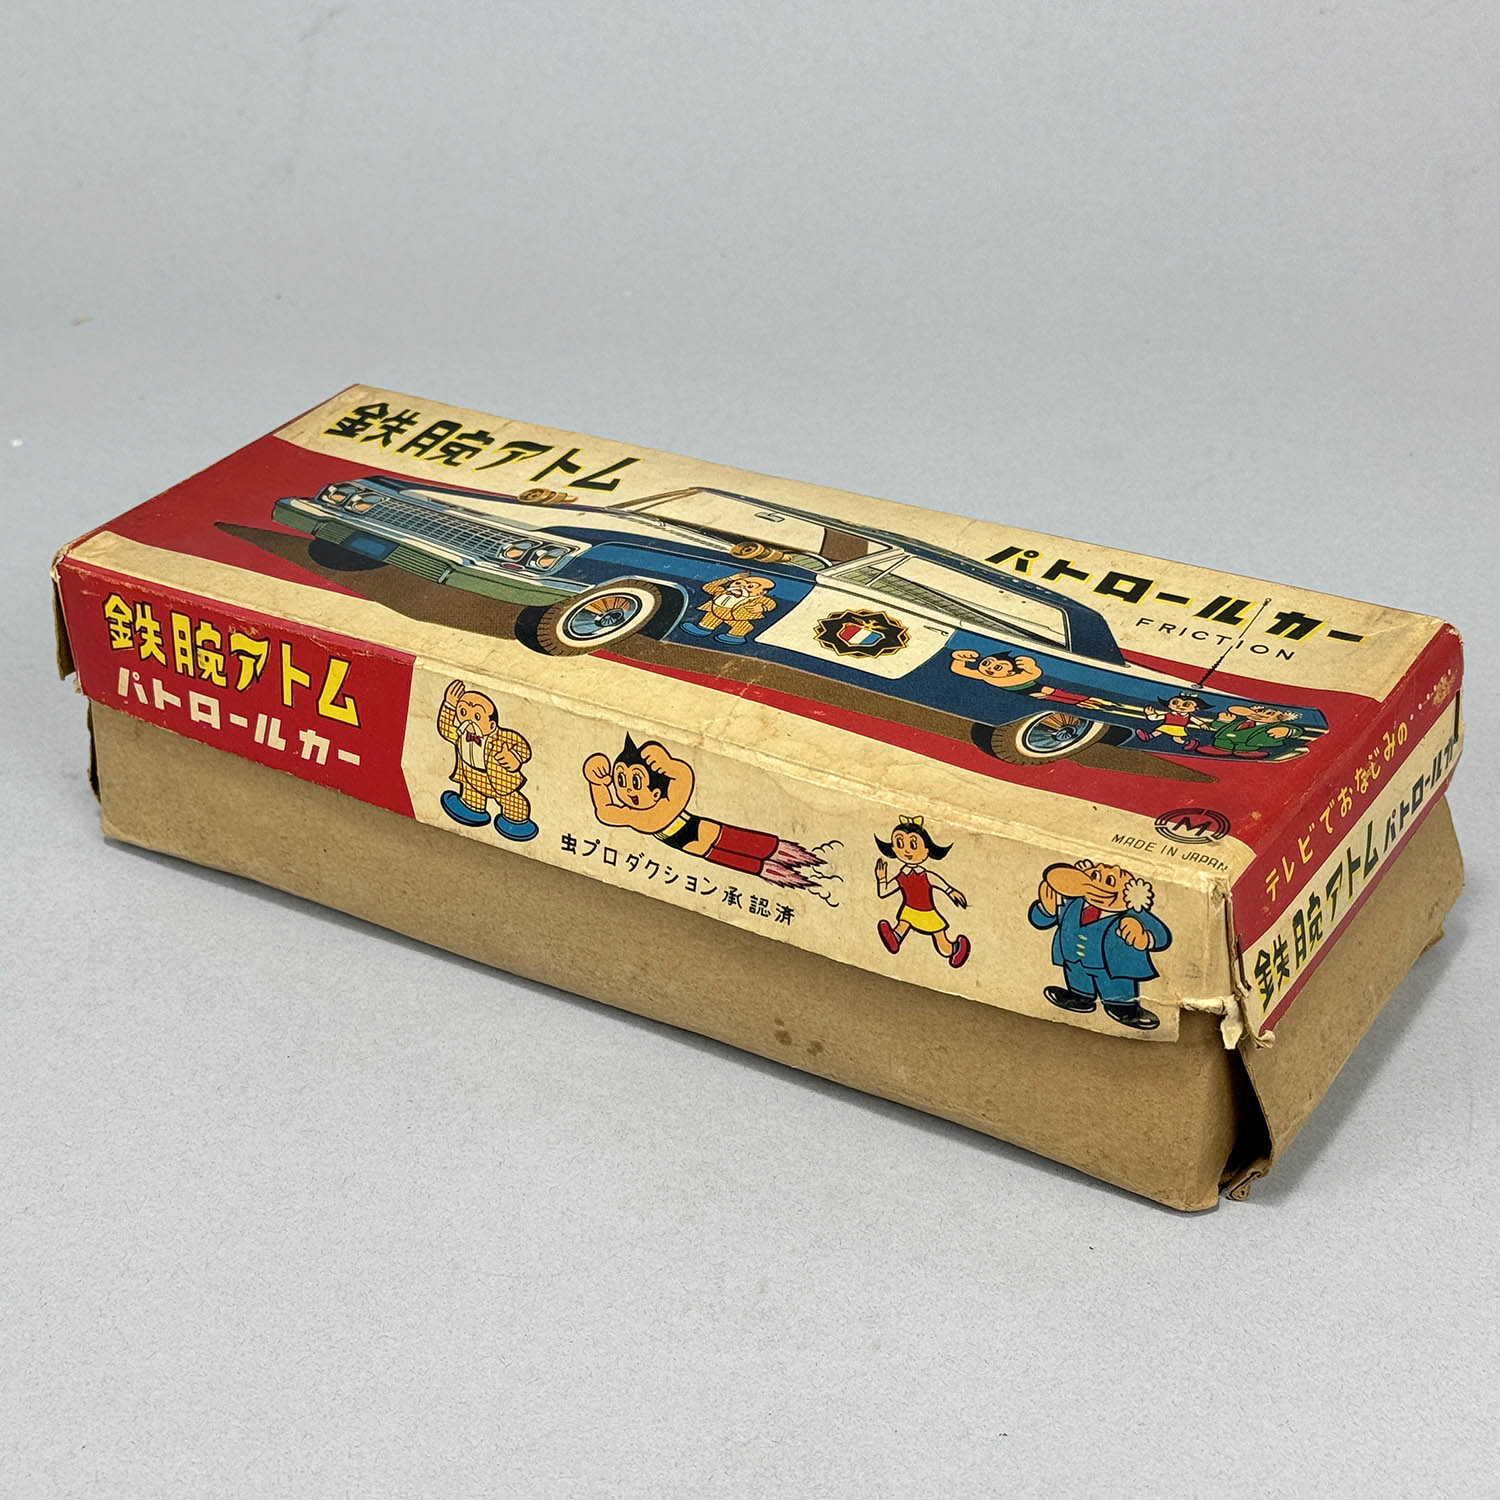 鉄腕アトム
パトロールカー
FRICTION
M
MADE IN JAPAN
鉄腕アトム
パトロールカー
虫プロダクション承認済
テレビでおなじみの……
鉄腕アトムパトロールカー